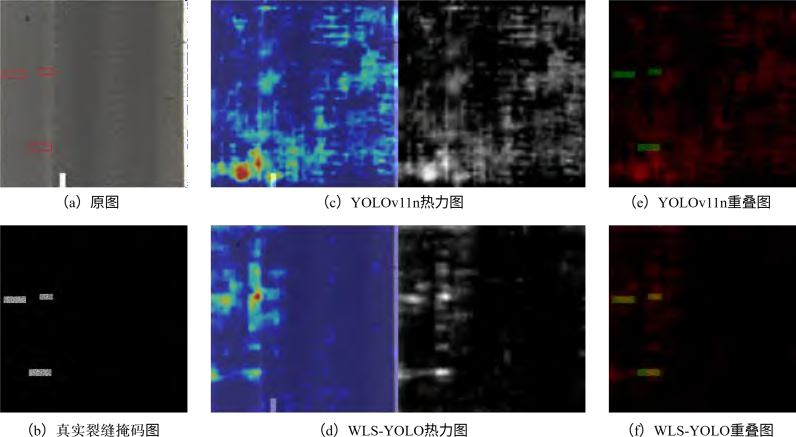 (a) 原图
(c) YOLOv11n热力图
(e) YOLOv11n重叠图
(b) 真实裂缝掩码图
(d) WLS-YOLO热力图
(f) WLS-YOLO重叠图